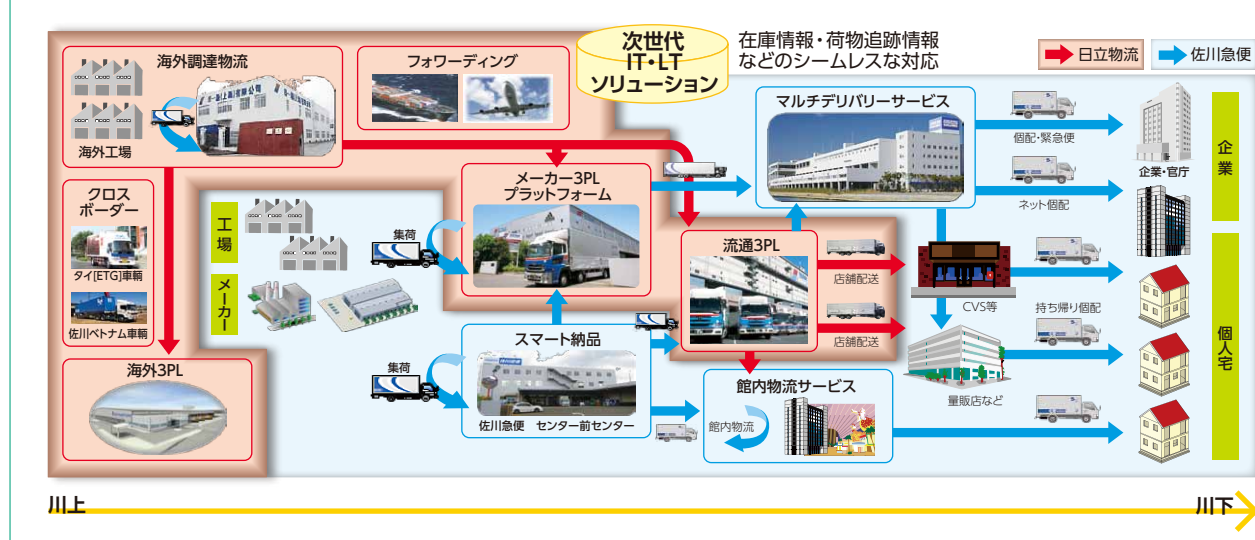 次世代
IT・LT
ソリューション
在庫情報・荷物追跡情報
などのシームレスな対応
日立物流
佐川急便
海外調達物流
海外工場
フォワーディング
マルチデリバリーサービス
個配・緊急便
ネット個配
企業・官庁
企業
クロス
ボーダー
タイ[ETG]車輌
佐川ベトナム車輌
工場
メーカー
集荷
メーカー3PL
プラットフォーム
流通3PL
店舗配送
店舗配送
CVS等
持ち帰り個配
量販店など
個人宅
海外3PL
集荷
スマート納品
佐川急便 センター前センター
館内物流サービス
館内物流
川上
川下